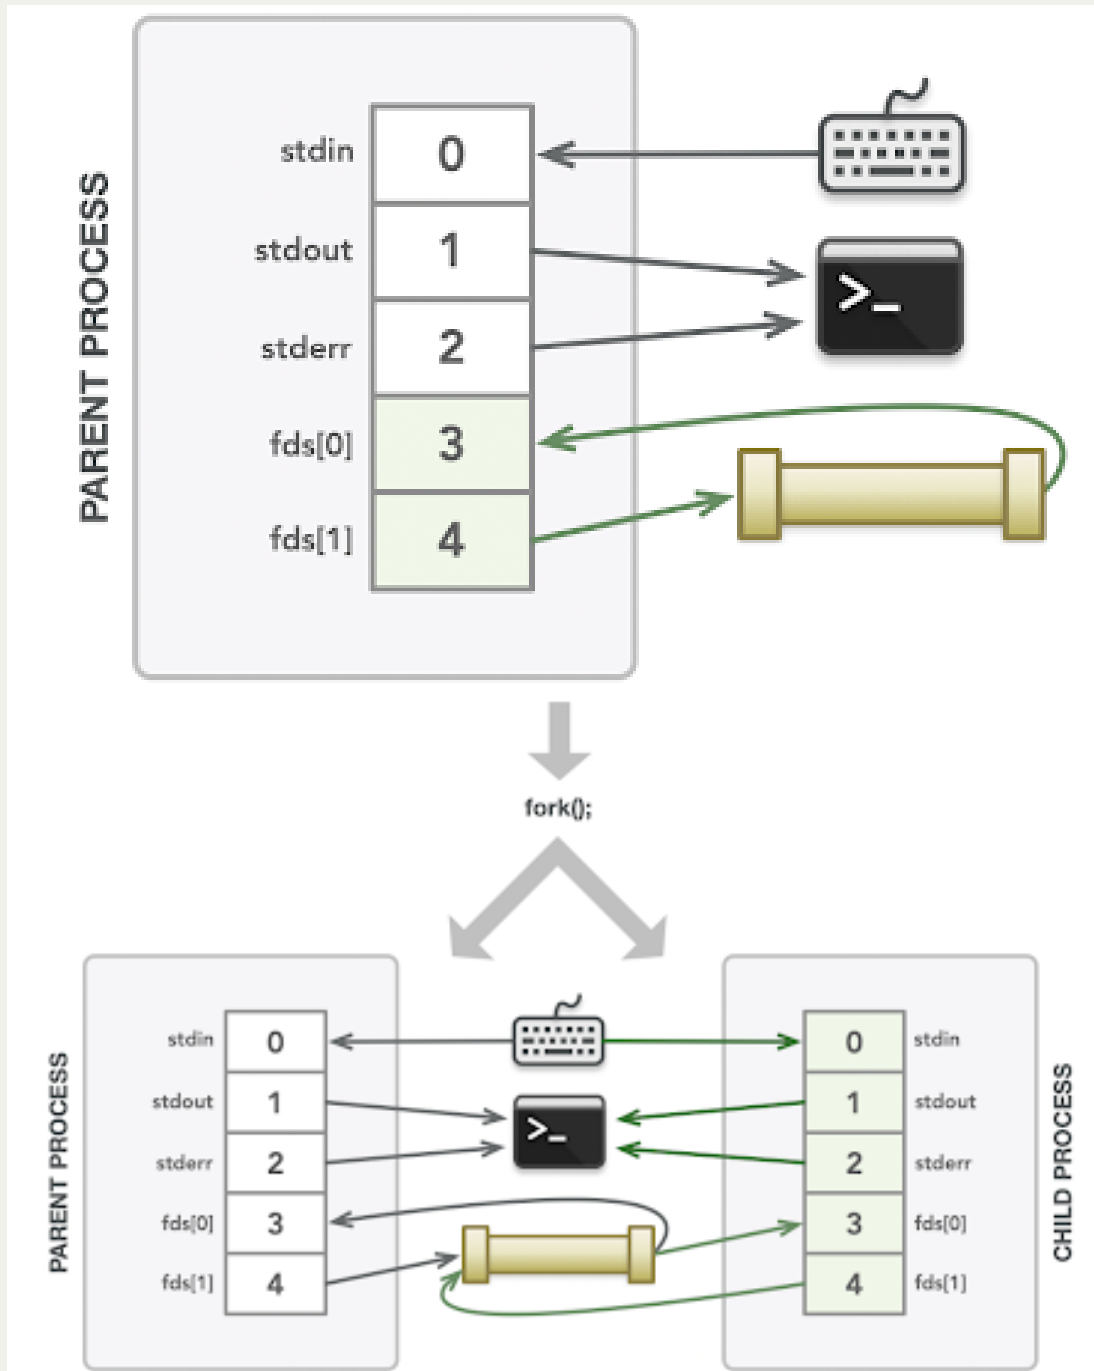 PARENT PROCESS
stdin 0
stdout 1
>_
stderr 2
fds[0] 3
fds[1] 4
fork();
PARENT PROCESS
stdin 0
stdout 1
stderr 2
fds[0] 3
fds[1] 4
>_
0 stdin
1 stdout
2 stderr
3 fds[0]
4 fds[1]
CHILD PROCESS